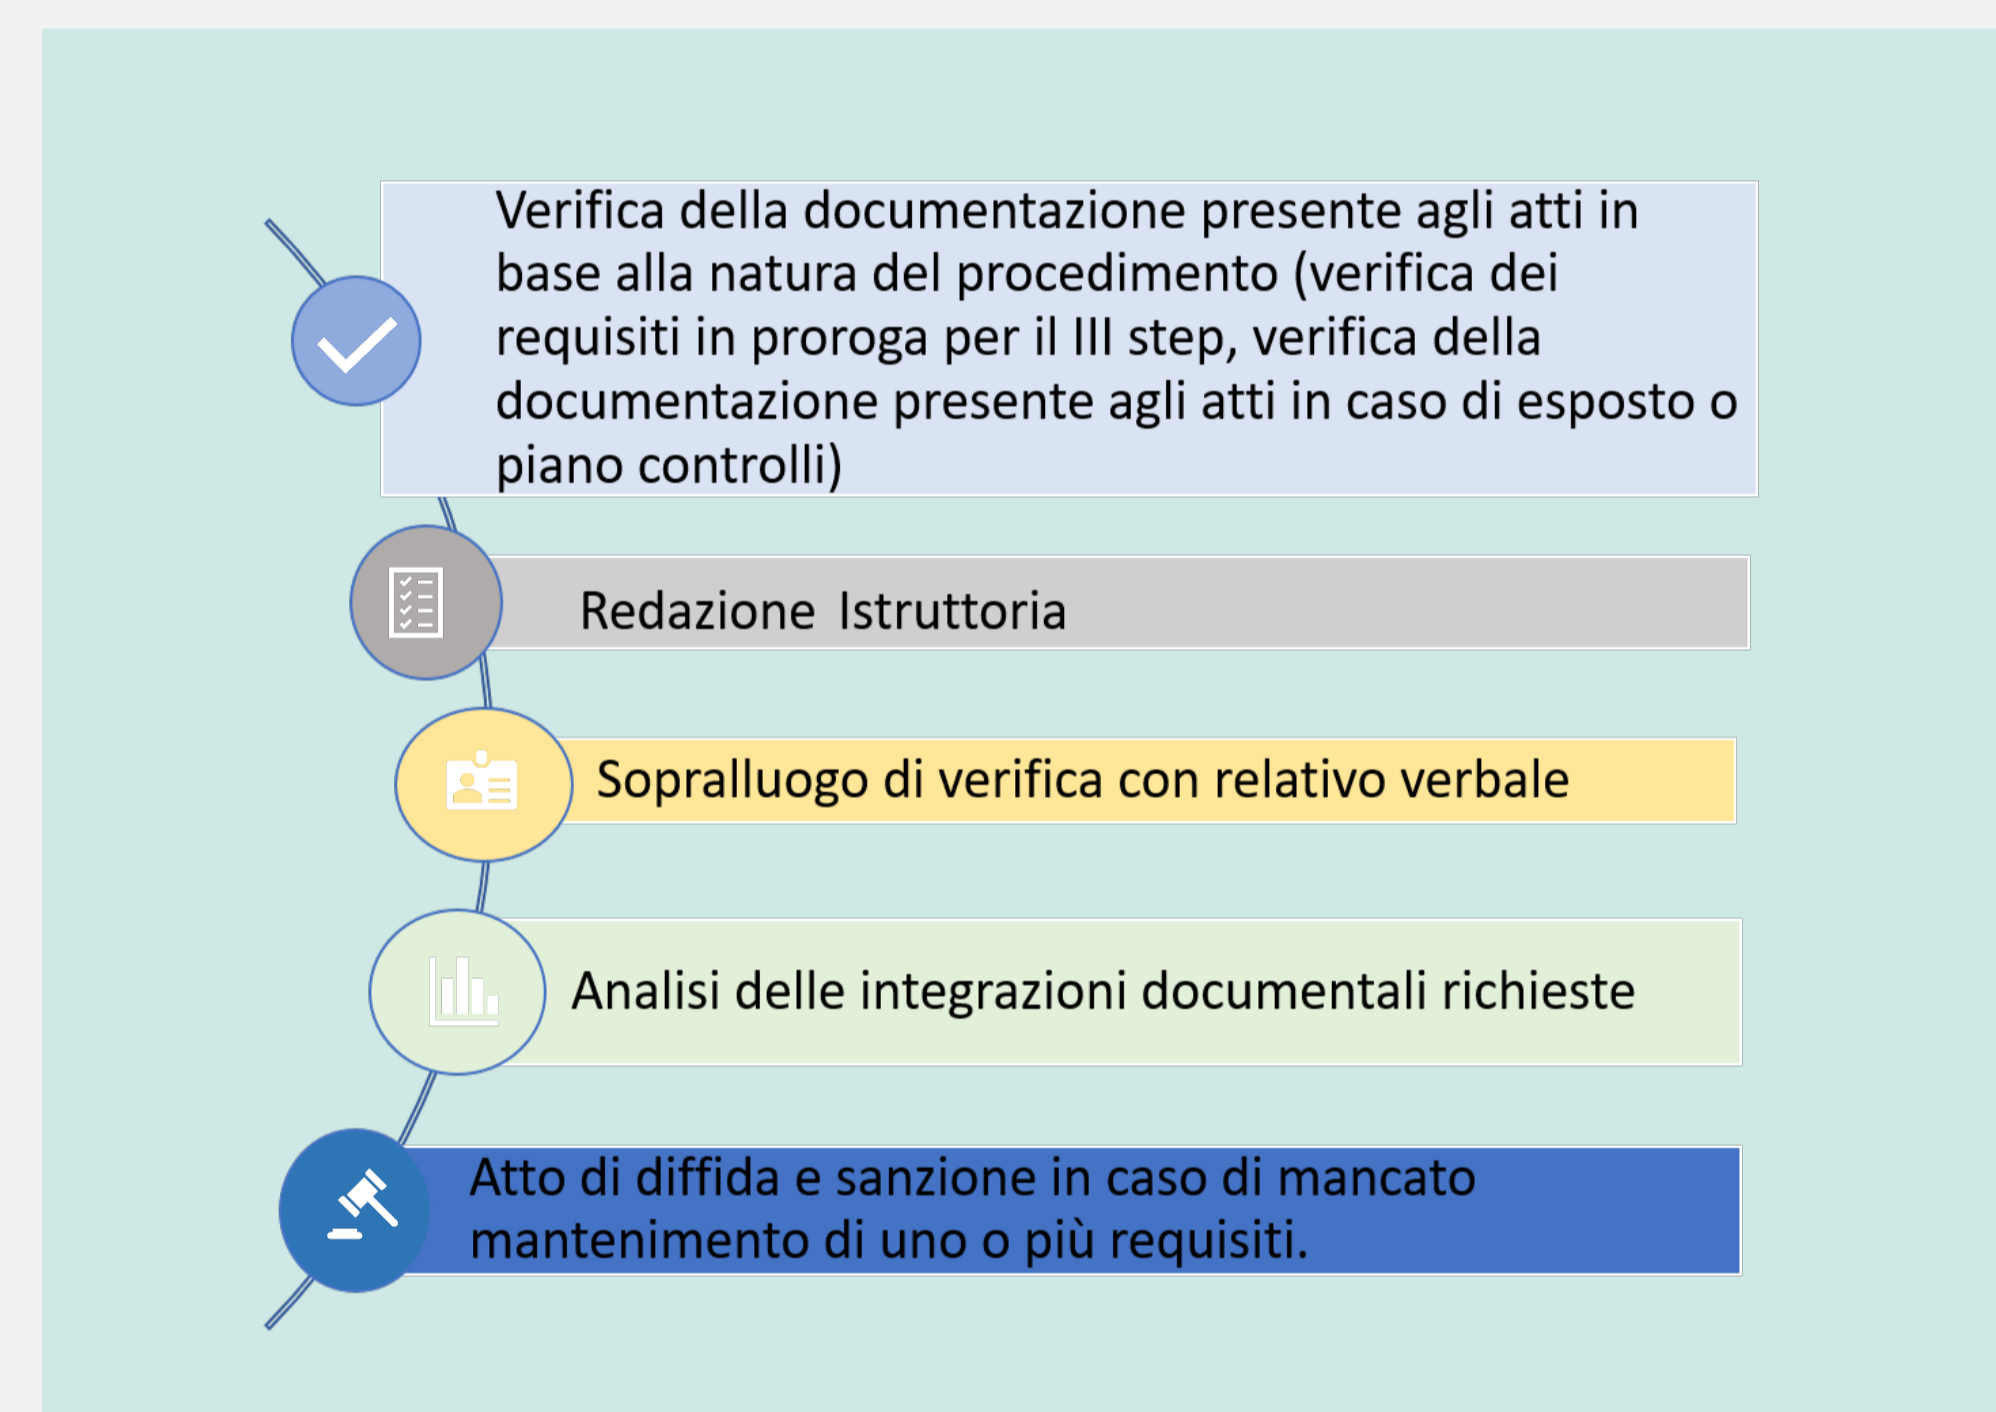 Verifica della documentazione presente agli atti in
base alla natura del procedimento (verifica dei
requisiti in proroga per il III step, verifica della
documentazione presente agli atti in caso di esposto o
piano controlli)
Redazione Istruttoria
Sopralluogo di verifica con relativo verbale
Analisi delle integrazioni documentali richieste
Atto di diffida e sanzione in caso di mancato
mantenimento di uno o più requisiti.